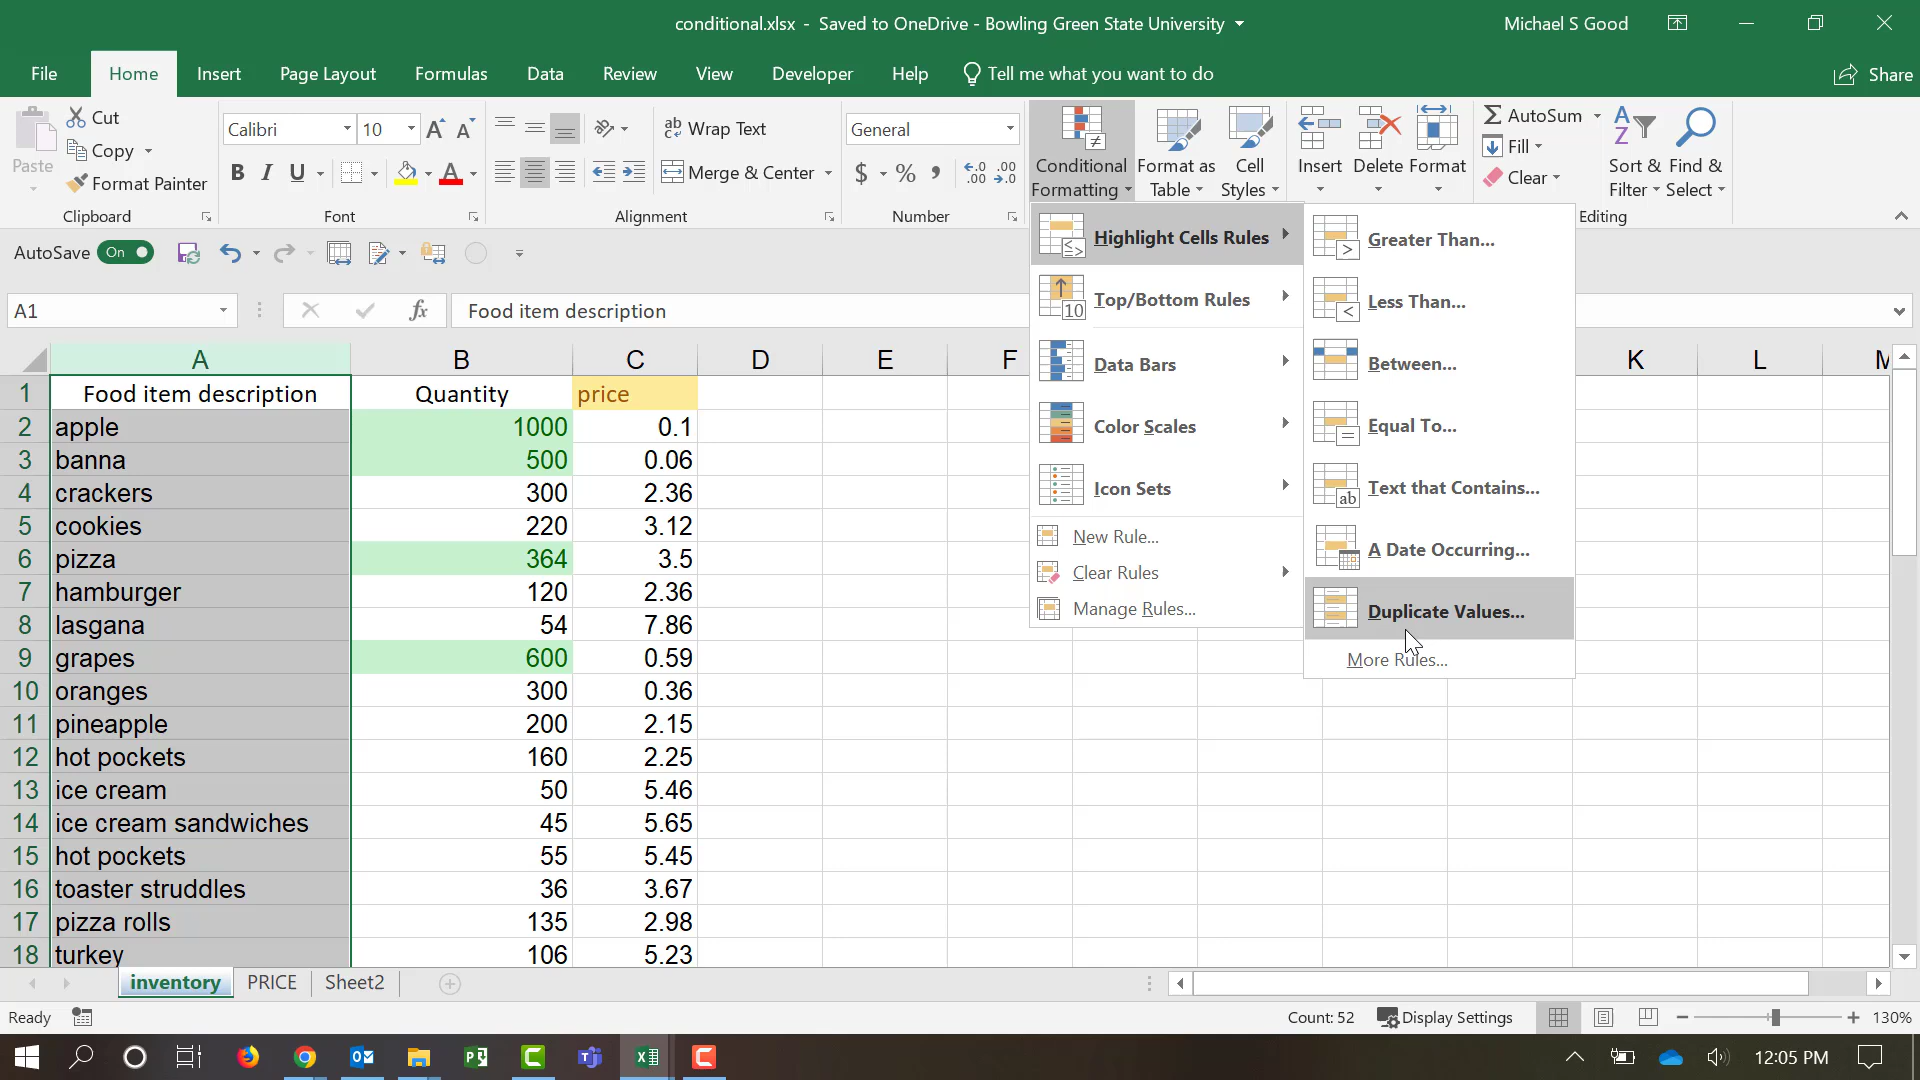 conditional.xlsx - Saved to OneDrive - Bowling Green State University
Michael S Good
File Home Insert Page Layout Formulas Data Review View Developer Help Tell me what you want to do Share
Paste
Cut
Copy
Format Painter
Clipboard
Calibri 10
B I U
Font
Wrap Text
Merge & Center
Alignment
General
$ % ,
Number
Conditional Formatting
Format as Table
Cell Styles
Insert Delete Format
AutoSum
Fill
Clear
Sort & Filter
Find & Select
Editing
AutoSave On
A1 fx Food item description
Highlight Cells Rules
Top/Bottom Rules
Data Bars
Color Scales
Icon Sets
New Rule...
Clear Rules
Manage Rules...
Greater Than...
Less Than...
Between...
Equal To...
Text that Contains...
A Date Occurring...
Duplicate Values...
More Rules...
A B C D E F K L M
1 Food item description Quantity price
2 apple 1000 0.1
3 banna 500 0.06
4 crackers 300 2.36
5 cookies 220 3.12
6 pizza 364 3.5
7 hamburger 120 2.36
8 lasgana 54 7.86
9 grapes 600 0.59
10 oranges 300 0.36
11 pineapple 200 2.15
12 hot pockets 160 2.25
13 ice cream 50 5.46
14 ice cream sandwiches 45 5.65
15 hot pockets 55 5.45
16 toaster struddles 36 3.67
17 pizza rolls 135 2.98
18 turkey 106 5.23
inventory PRICE Sheet2
Ready Count: 52 Display Settings 130%
12:05 PM